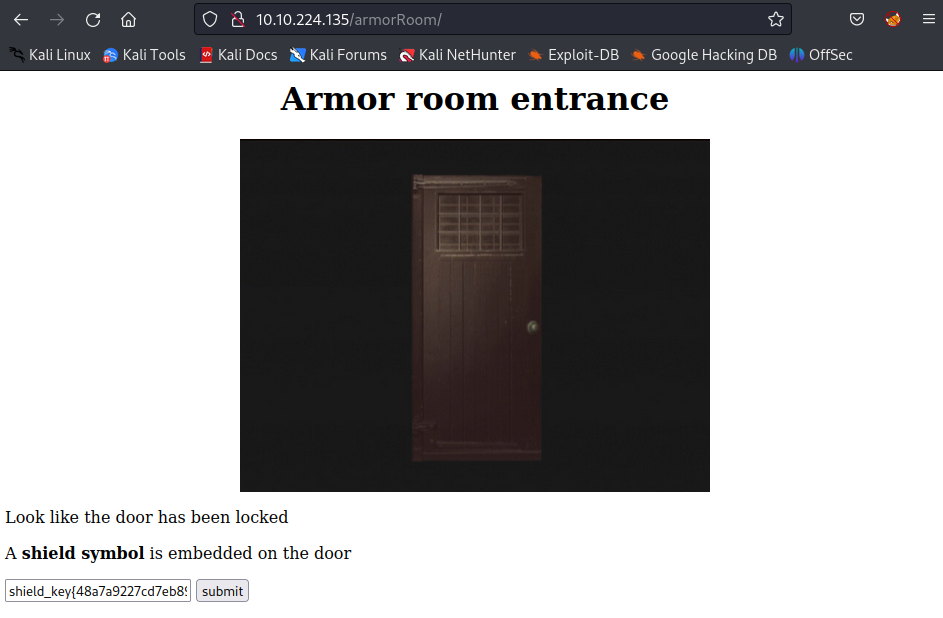 10.10.224.135/armorRoom/
Kali Linux Kali Tools Kali Docs Kali Forums Kali NetHunter Exploit-DB Google Hacking DB OffSec
Armor room entrance
Look like the door has been locked
A shield symbol is embedded on the door
shield_key{48a7a9227cd7eb89 submit